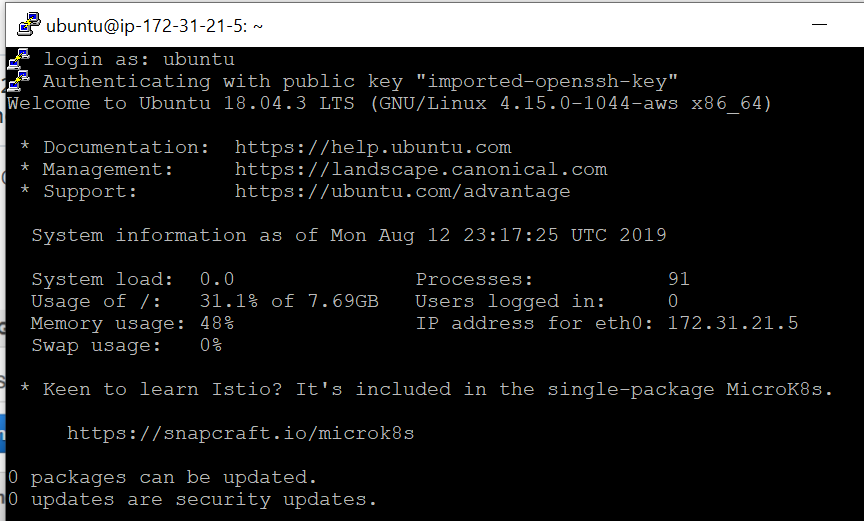 ubuntu@ip-172-31-21-5: ~
login as: ubuntu
Authenticating with public key "imported-openssh-key"
Welcome to Ubuntu 18.04.3 LTS (GNU/Linux 4.15.0-1044-aws x86_64)
* Documentation:  https://help.ubuntu.com
* Management:     https://landscape.canonical.com
* Support:        https://ubuntu.com/advantage
System information as of Mon Aug 12 23:17:25 UTC 2019
System load:  0.0               Processes:           91
Usage of /:   31.1% of 7.69GB   Users logged in:     0
Memory usage: 48%               IP address for eth0: 172.31.21.5
Swap usage:   0%
* Keen to learn Istio? It's included in the single-package MicroK8s.
https://snapcraft.io/microk8s
0 packages can be updated.
0 updates are security updates.